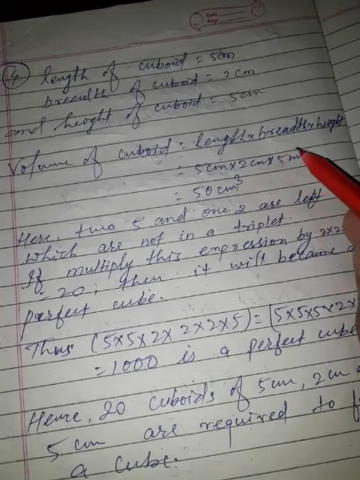 4 length of cuboid = 5cm
breadth of cuboid = 2cm
and height of cuboid = 5cm
Volume of cuboid = length×breadth×height
= 5cm×2cm×5m
= 50cm³
Here, two 5 and one 2 are left
which are not in a triplet.
If multiply this expression by 2×2
= 20, then it will became a
perfect cube.
Thus (5×5×2×2×2×5) = [5×5×5×2×
= 1000 is a perfect cube
Hence, 20 cuboids of 5cm, 2cm
5cm are required to
a cube.